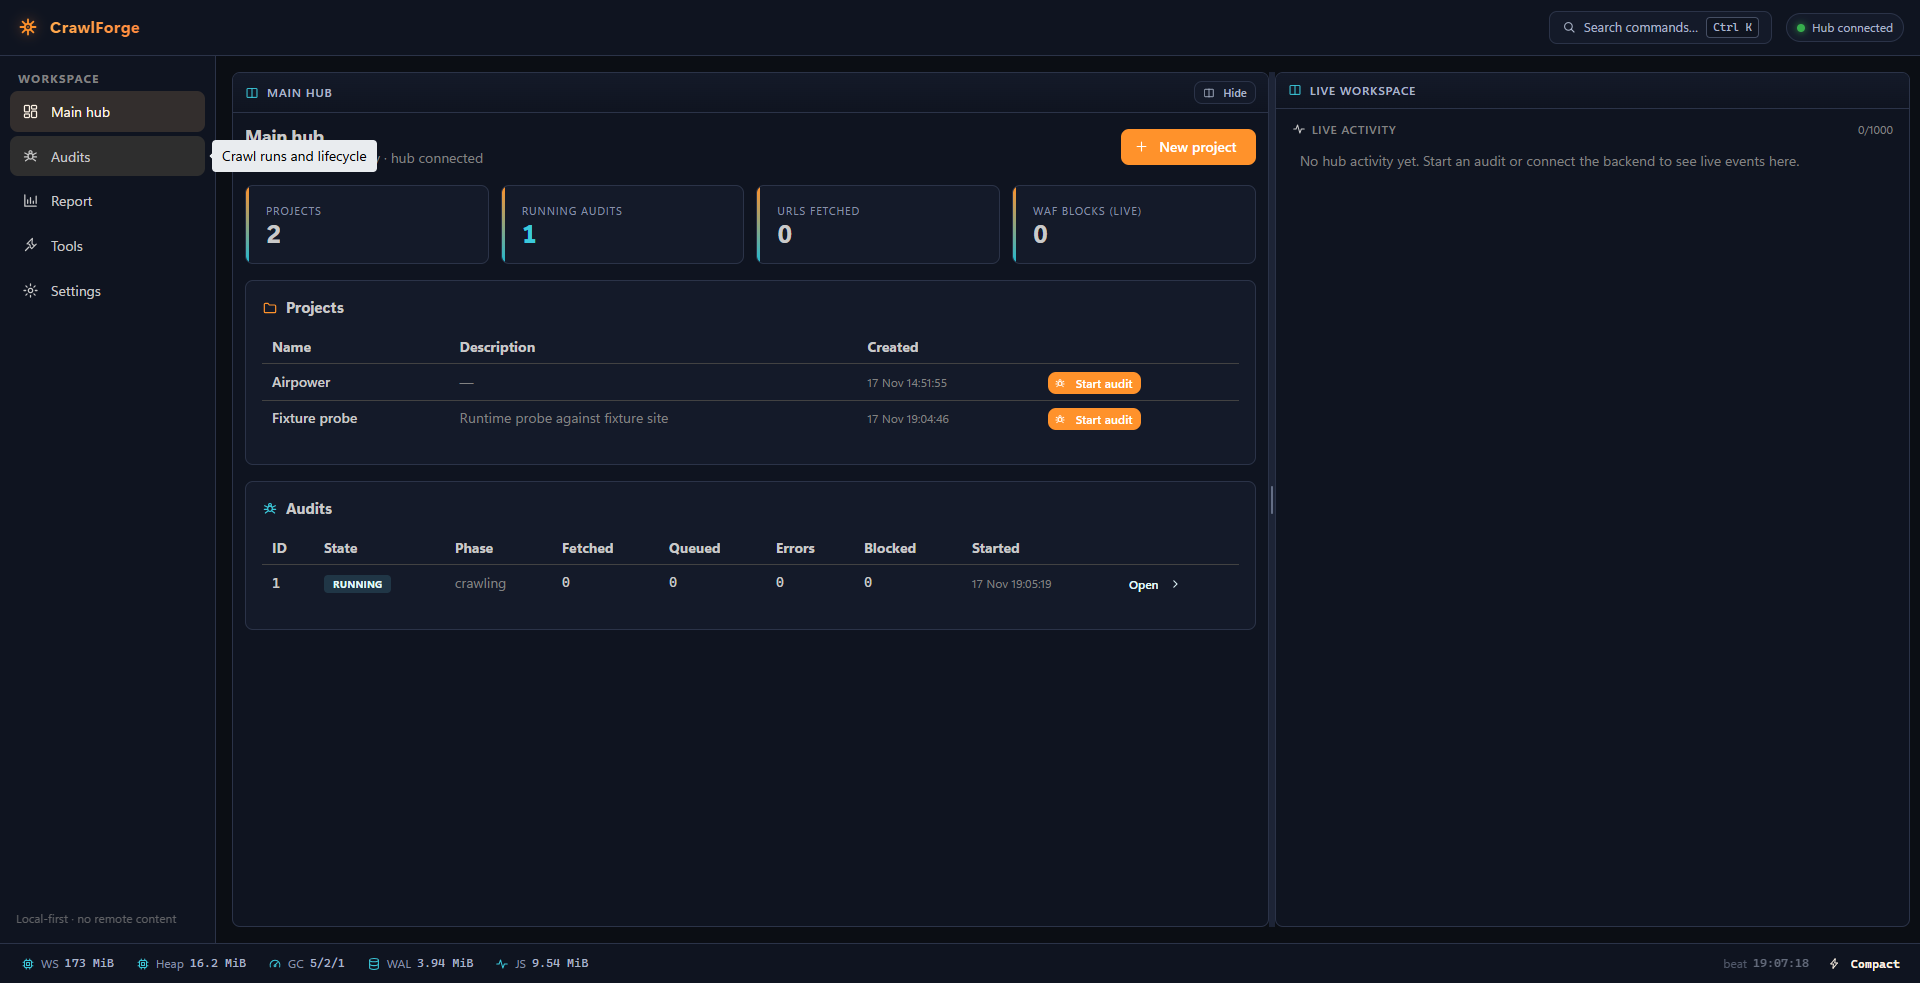 CrawlForge
Search commands... Ctrl K
Hub connected
WORKSPACE
Main hub
Audits
Report
Tools
Settings
Local-first · no remote content
Crawl runs and lifecycle
MAIN HUB
Hide
Main hub
· hub connected
New project
PROJECTS
2
RUNNING AUDITS
1
URLS FETCHED
0
WAF BLOCKS (LIVE)
0
Projects
Name Description Created
Airpower — 17 Nov 14:51:55 Start audit
Fixture probe Runtime probe against fixture site 17 Nov 19:04:46 Start audit
Audits
ID State Phase Fetched Queued Errors Blocked Started
1 RUNNING crawling 0 0 0 0 17 Nov 19:05:19 Open
LIVE WORKSPACE
LIVE ACTIVITY 0/1000
No hub activity yet. Start an audit or connect the backend to see live events here.
WS 173 MiB Heap 16.2 MiB GC 5/2/1 WAL 3.94 MiB JS 9.54 MiB
beat 19:07:18 Compact